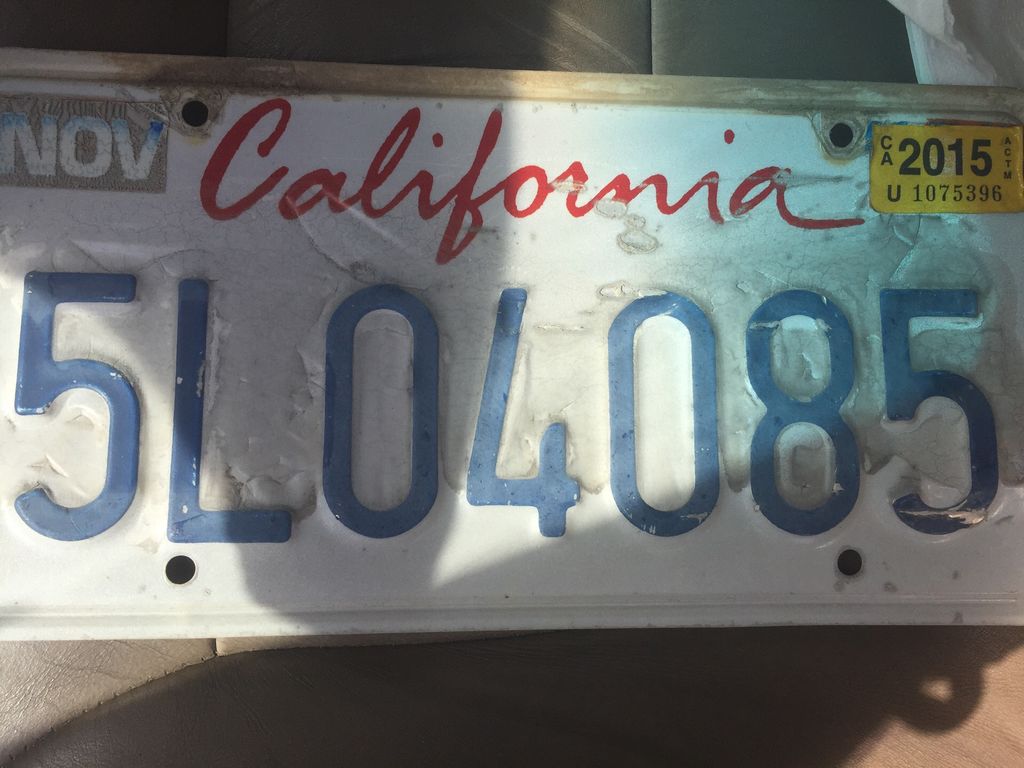 NOV
California
CA 2015 ACTM
U 1075396
5L04085